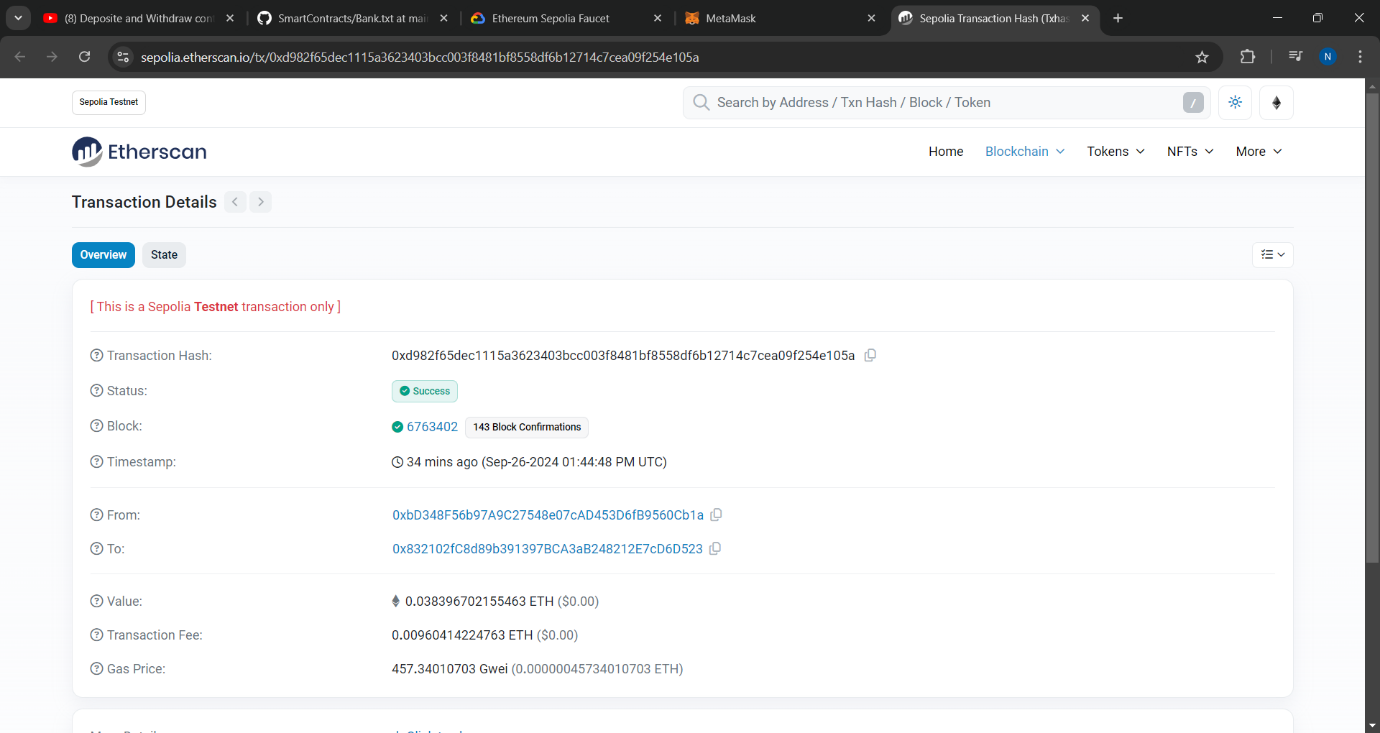 (8) Deposite and Withdraw con
SmartContracts/Bank.txt at main
Ethereum Sepolia Faucet
MetaMask
Sepolia Transaction Hash (Txhas
sepolia.etherscan.io/tx/0xd982f65dec1115a3623403bcc003f8481bf8558df6b12714c7cea09f254e105a
N
Sepolia Testnet
Search by Address / Txn Hash / Block / Token
/
Etherscan
Home
Blockchain
Tokens
NFTs
More
Transaction Details
Overview
State
[ This is a Sepolia Testnet transaction only ]
Transaction Hash:
0xd982f65dec1115a3623403bcc003f8481bf8558df6b12714c7cea09f254e105a
Status:
Success
Block:
6763402
143 Block Confirmations
Timestamp:
34 mins ago (Sep-26-2024 01:44:48 PM UTC)
From:
0xbD348F56b97A9C27548e07cAD453D6fB9560Cb1a
To:
0x832102fC8d89b391397BCA3aB248212E7cD6D523
Value:
0.038396702155463 ETH ($0.00)
Transaction Fee:
0.00960414224763 ETH ($0.00)
Gas Price:
457.34010703 Gwei (0.00000045734010703 ETH)